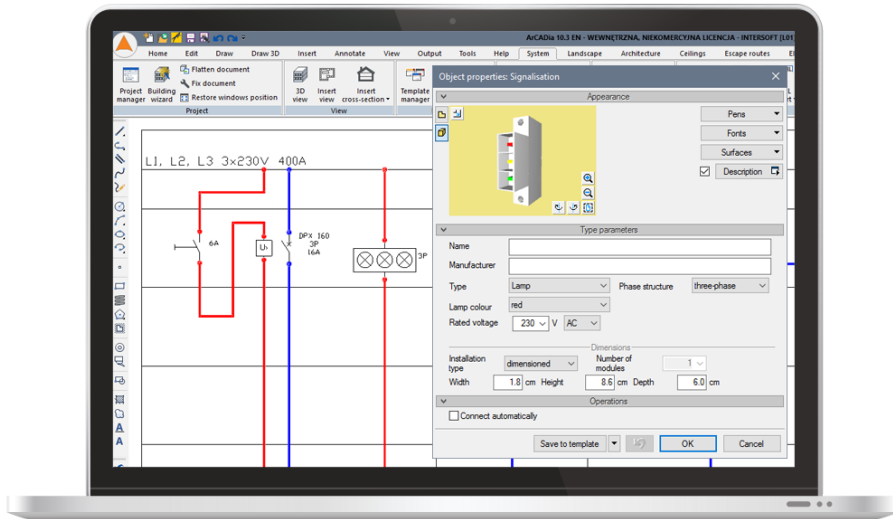 ArCADia 10.3 EN - WEWNĘTRZNA, NIEKOMERCYJNA LICENCJA - INTERSOFT [L01
Home Edit Draw Draw 3D Insert Annotate View Output Tools Help System Landscape Architecture Ceilings Escape routes
Project manager
Building wizard
Flatten document
Fix document
Restore windows position
3D view
Insert view
Insert cross-section
Template manager
Project
View
L1, L2, L3 3x230V 400A
6A
U
DPX 160
3P
16A
3P
Object properties: Signalisation
Appearance
Pens
Fonts
Surfaces
Description
Type parameters
Name
Manufacturer
Type Lamp Phase structure three-phase
Lamp colour red
Rated voltage 230 V AC
Dimensions
Installation type dimensioned Number of modules 1
Width 1.8 cm Height 8.6 cm Depth 6.0 cm
Operations
Connect automatically
Save to template OK Cancel